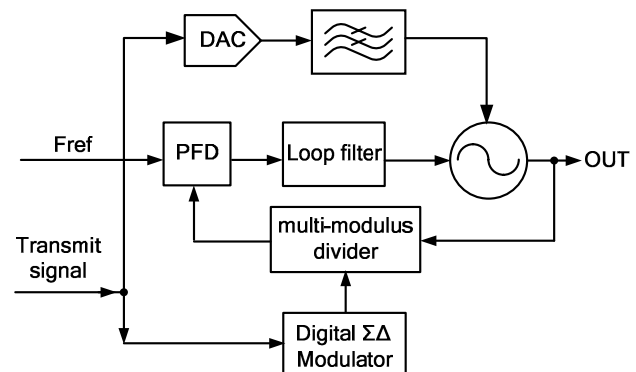 DAC
Fref
PFD
Loop filter
OUT
multi-modulus
divider
Transmit
signal
Digital ΣΔ
Modulator